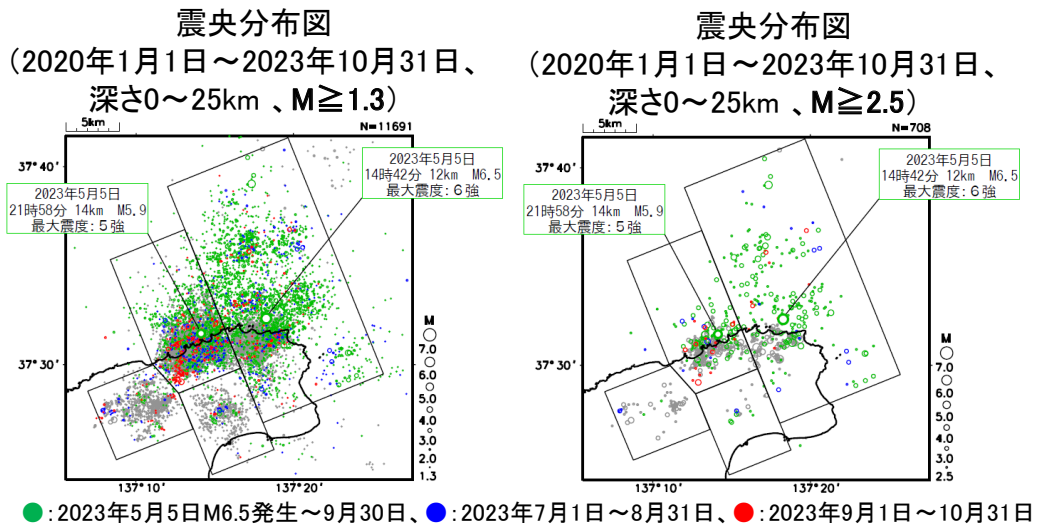 震央分布図
(2020年1月1日～2023年10月31日、
深さ0～25km 、M≧1.3)
5km
N=11691
37°40′
37°30′
137°10′
137°20′
2023年5月5日
14時42分 12km M6.5
最大震度：６強
2023年5月5日
21時58分 14km M5.9
最大震度：５強
M
7.0
6.0
5.0
4.0
3.0
2.0
1.3
震央分布図
(2020年1月1日～2023年10月31日、
深さ0～25km 、M≧2.5)
5km
N=708
37°40′
37°30′
137°10′
137°20′
2023年5月5日
14時42分 12km M6.5
最大震度：６強
2023年5月5日
21時58分 14km M5.9
最大震度：５強
M
7.0
6.0
5.0
4.0
3.0
2.5
●：2023年5月5日M6.5発生～9月30日、●：2023年7月1日～8月31日、●：2023年9月1日～10月31日